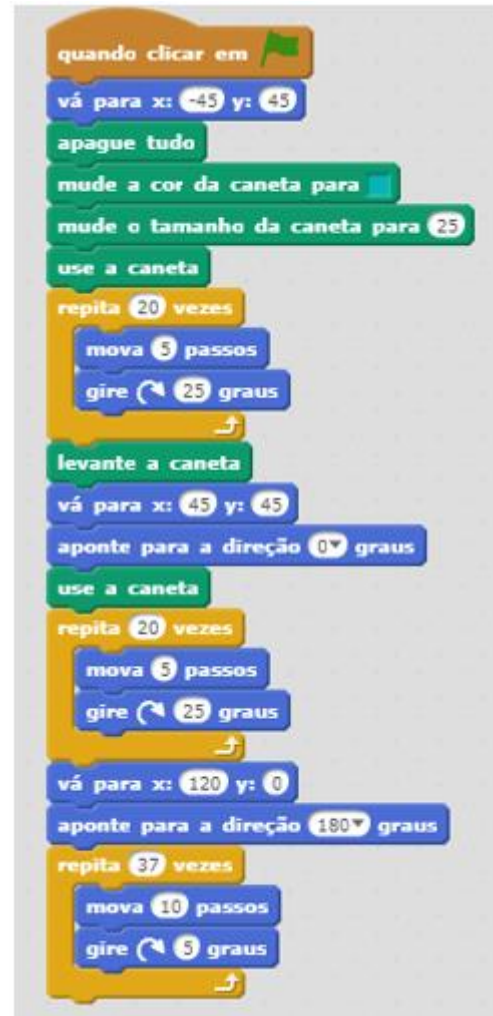 quando clicar em
vá para x: -45 y: 45
apague tudo
mude a cor da caneta para
mude o tamanho da caneta para 25
use a caneta
repita 20 vezes
mova 5 passos
gire 25 graus
levante a caneta
vá para x: 45 y: 45
aponte para a direção 0 graus
use a caneta
repita 20 vezes
mova 5 passos
gire 25 graus
vá para x: 120 y: 0
aponte para a direção 180 graus
repita 37 vezes
mova 10 passos
gire 5 graus